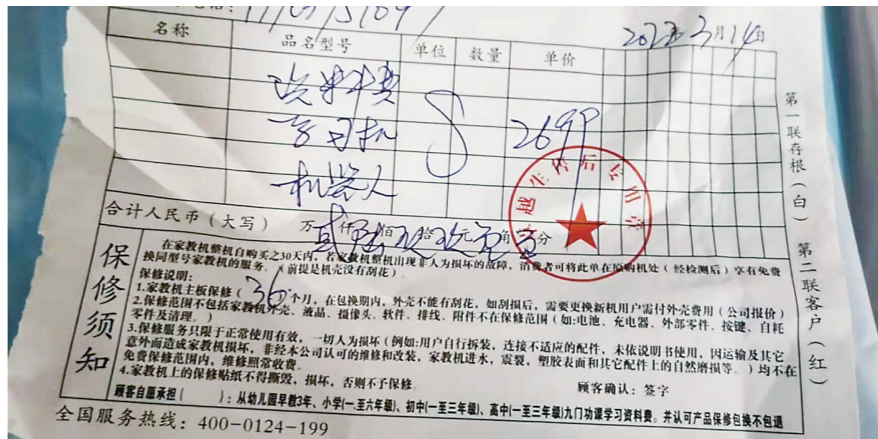 2022年3月14日
名称 品名型号 单位 数量 单价
资料费
学习机
机器人
2699
越生售后专用章
合计人民币（大写） 万 仟 佰 拾 元 角 分
第一联存根（白） 第二联客户（红）
保修须知
在家教机整机自购买之30天内，若家教机整机出现非人为损坏的故障，消费者可将此单在原购机处（经检测后）享有免费
换同型号家教机的服务。（前提是机壳没有刮花）
保修说明：
1.家教机主板保修（36）个月，在包换期内，外壳不能有刮花，如刮损后，需要更换新机用户需付外壳费用（公司报价）
2.保修范围不包括家教机外壳、液晶、摄像头、软件、排线、附件不在保修范围（如:电池、充电器、外部零件、按键、自耗
零件及清理。）
3.保修服务只限于正常使用有效，一切人为损坏（例如:用户自行拆装，连接不适应的配件，未依说明书使用，因运输及其它
意外而造成家教机损坏，非经本公司认可的维修和改装，家教机进水，震裂，塑胶表面和其它配件上的自然磨损等。）均不在
免费保修范围内，维修照常收费。
4.家教机上的保修贴纸不得撕毁，损坏，否则不予保修。 顾客确认：签字
顾客自愿承担（ ）：从幼儿园早教3年、小学(一至六年级)、初中(一至三年级)、高中(一至三年级)九门功课学习资料费。并认可产品保修包换不包退
全国服务热线：400-0124-199